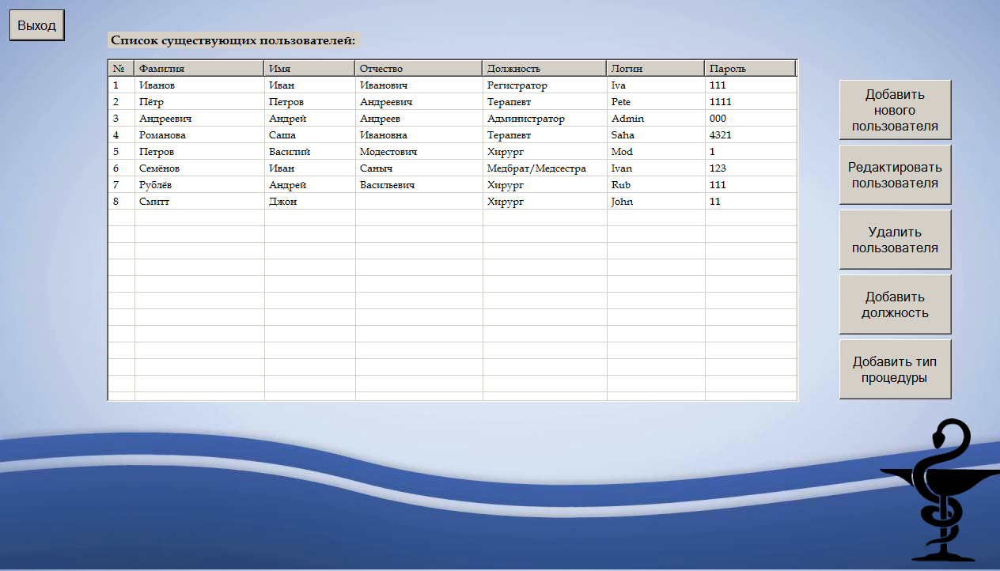 Выход
Список существующих пользователей:
№ Фамилия Имя Отчество Должность Логин Пароль
1 Иванов Иван Иванович Регистратор Iva 111
2 Пётр Петров Андреевич Терапевт Pete 1111
3 Андреевич Андрей Андреев Администратор Admin 000
4 Романова Саша Ивановна Терапевт Saha 4321
5 Петров Василий Модестович Хирург Mod 1
6 Семёнов Иван Саныч Медбрат/Медсестра Ivan 123
7 Рублёв Андрей Васильевич Хирург Rub 111
8 Смитт Джон Хирург John 11
Добавить
нового
пользователя
Редактировать
пользователя
Удалить
пользователя
Добавить
должность
Добавить тип
процедуры